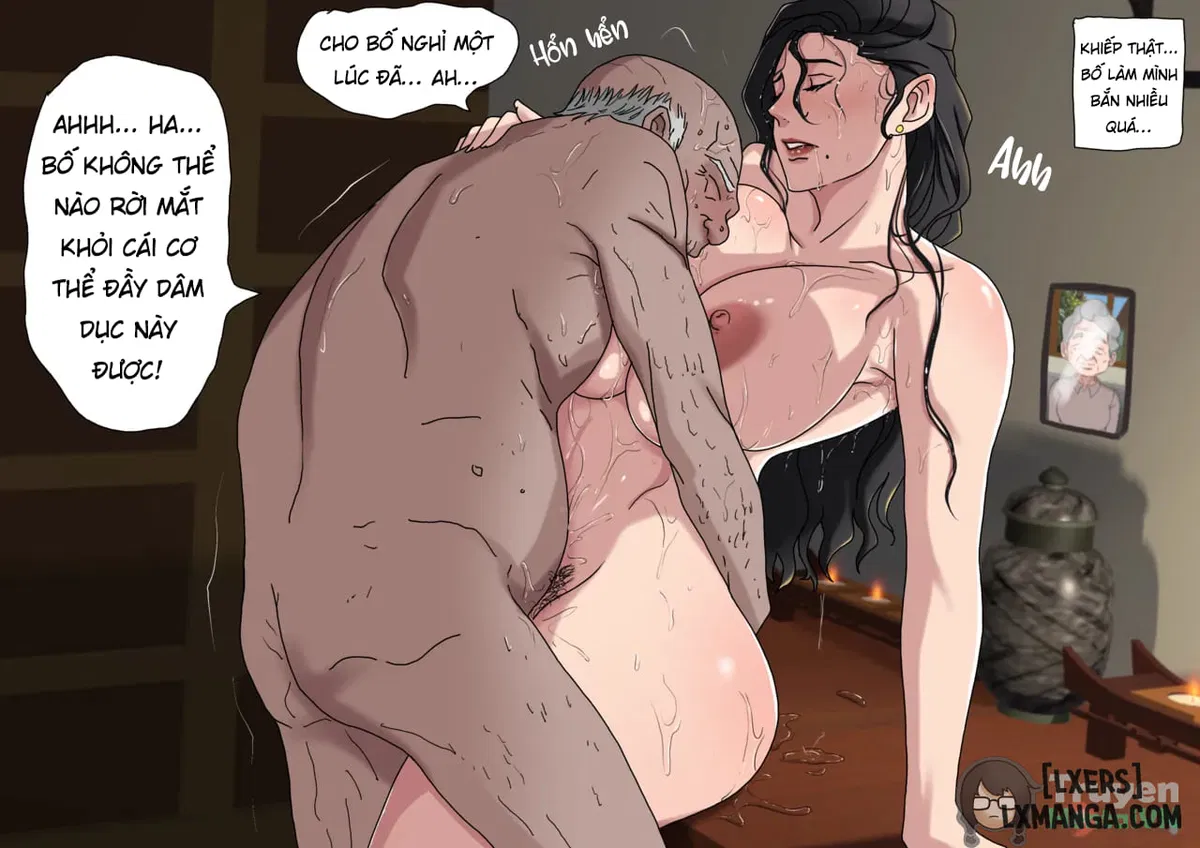 CHO BỐ NGHỈ MỘT
LÚC ĐÃ... AH...
HỔN HỂN
AHHH... HA...
BỐ KHÔNG THỂ
NÀO RỜI MẮT
KHỎI CÁI CƠ
THỂ ĐẦY DÂM
DỤC NÀY
ĐƯỢC!
KHIẾP THẬT...
BỐ LÀM MÌNH
BẮN NHIỀU
QUÁ...
Ahh
[LXERS]
LXMANGA.COM